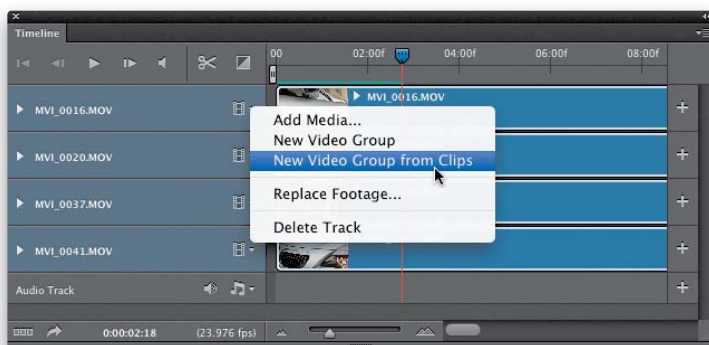 Timeline
00 02:00f 04:00f 06:00f 08:00f
MVI_0016.MOV
MVI_0016.MOV
Add Media...
New Video Group
New Video Group from Clips
Replace Footage...
Delete Track
MVI_0020.MOV
MVI_0037.MOV
MVI_0041.MOV
Audio Track
0:00:02:18 (23.976 fps)